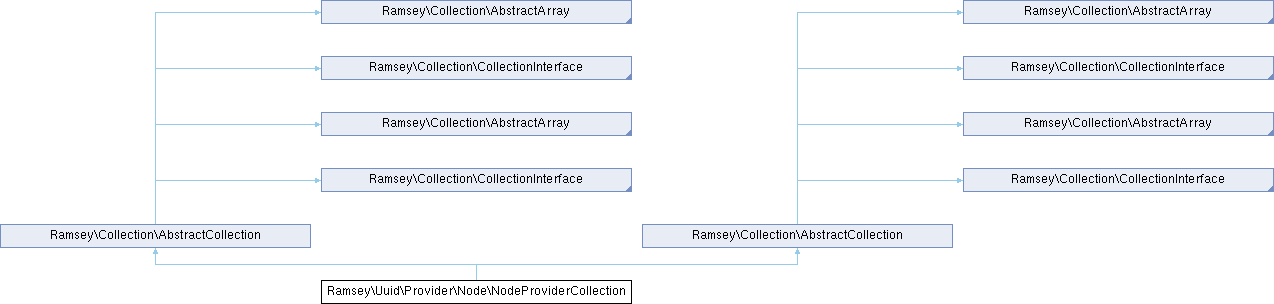 Ramsey\Collection\AbstractArray
Ramsey\Collection\AbstractArray
Ramsey\Collection\CollectionInterface
Ramsey\Collection\CollectionInterface
Ramsey\Collection\AbstractArray
Ramsey\Collection\AbstractArray
Ramsey\Collection\CollectionInterface
Ramsey\Collection\CollectionInterface
Ramsey\Collection\AbstractCollection
Ramsey\Collection\AbstractCollection
Ramsey\Uuid\Provider\Node\NodeProviderCollection